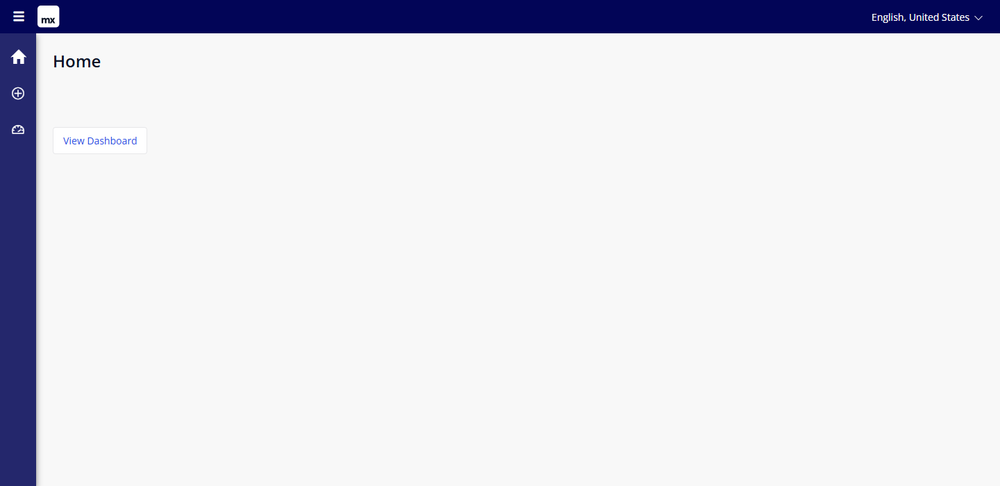 mx
English, United States
Home
View Dashboard